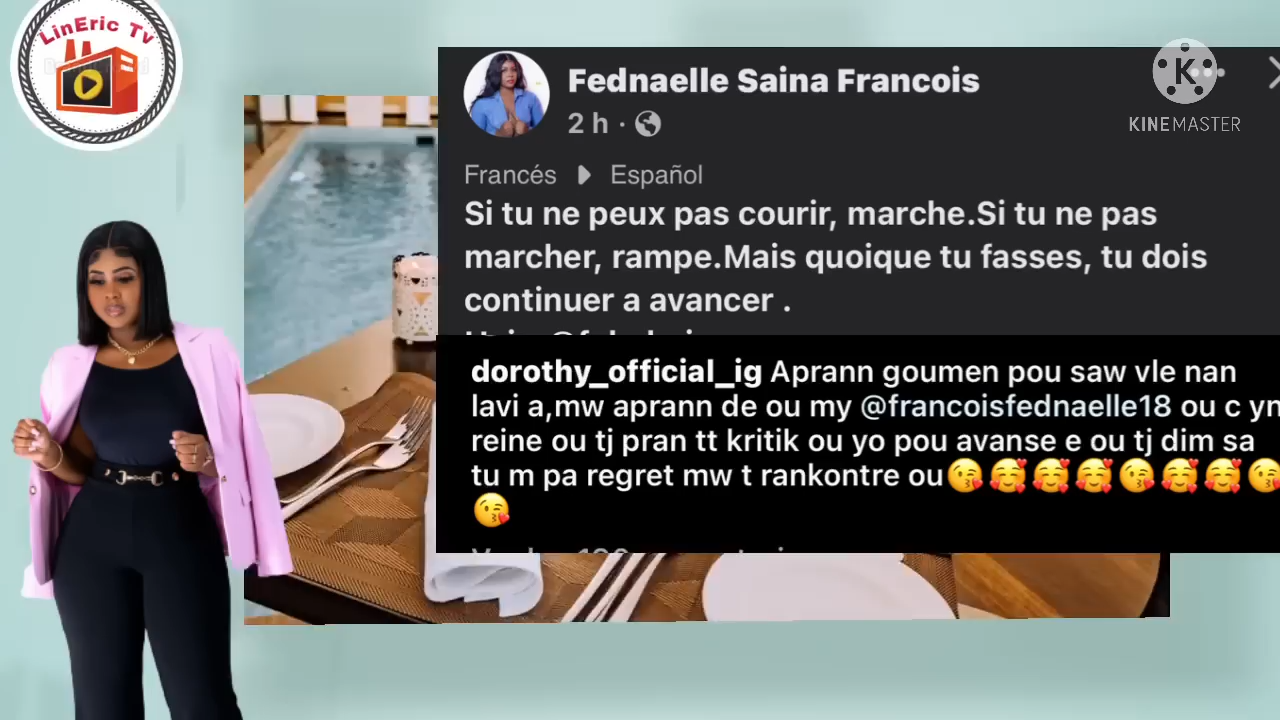 LinEric Tv
Fednaelle Saina Francois
2 h ·
K
KINEMASTER
Francés Español
Si tu ne peux pas courir, marche.Si tu ne pas
marcher, rampe.Mais quoique tu fasses, tu dois
continuer a avancer .
dorothy_official_ig Aprann goumen pou saw vle nan
lavi a,mw aprann de ou my @francoisfednaelle18 ou c yn
reine ou tj pran tt kritik ou yo pou avanse e ou tj dim sa
tu m pa regret mw t rankontre ou😘🥰🥰🥰😘🥰🥰😘
😘